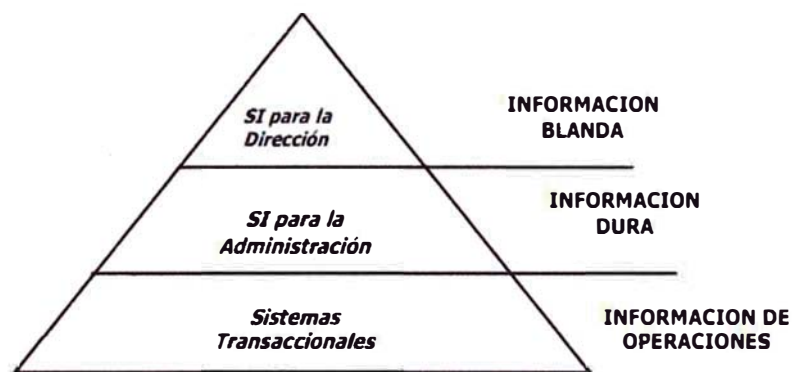 SI para la
Dirección
INFORMACION
BLANDA
SI para la
Administración
INFORMACION
DURA
Sistemas
Transaccionales
INFORMACION DE
OPERACIONES